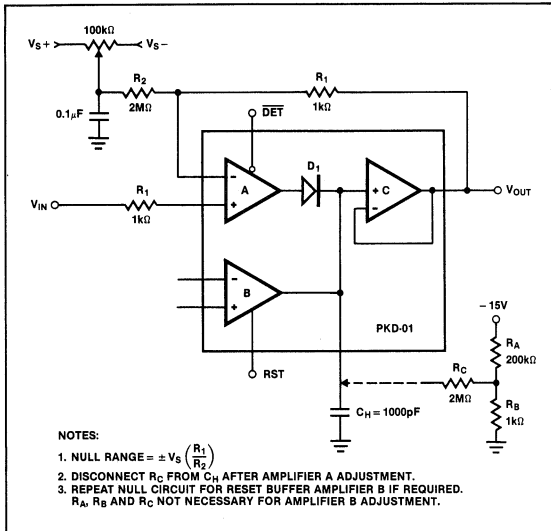 100kΩ
VS+
VS−
R2
2MΩ
R1
1kΩ
0.1μF
DET
D1
−
A
+
+
C
−
VOUT
VIN
R1
1kΩ
−
B
+
PKD-01
−15V
RA
200kΩ
RC
2MΩ
RB
1kΩ
RST
CH = 1000pF
NOTES:
1. NULL RANGE = ± VS (R1/R2)
2. DISCONNECT RC FROM CH AFTER AMPLIFIER A ADJUSTMENT.
3. REPEAT NULL CIRCUIT FOR RESET BUFFER AMPLIFIER B IF REQUIRED.
RA, RB AND RC NOT NECESSARY FOR AMPLIFIER B ADJUSTMENT.